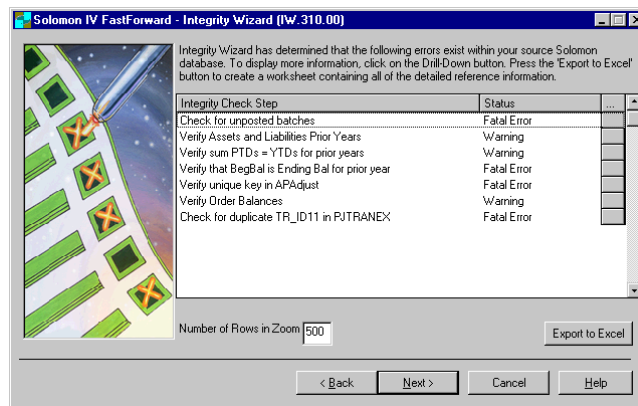 Solomon IV FastForward - Integrity Wizard (IW.310.00)
Integrity Wizard has determined that the following errors exist within your source Solomon
database. To display more information, click on the Drill-Down button. Press the 'Export to Excel'
button to create a worksheet containing all of the detailed reference information.
Integrity Check Step Status ...
Check for unposted batches Fatal Error
Verify Assets and Liabilities Prior Years Warning
Verify sum PTDs = YTDs for prior years Warning
Verify that BegBal is Ending Bal for prior year Fatal Error
Verify unique key in APAdjust Fatal Error
Verify Order Balances Warning
Check for duplicate TR_ID11 in PJTRANEX Fatal Error
Number of Rows in Zoom 500 Export to Excel
< Back Next > Cancel Help